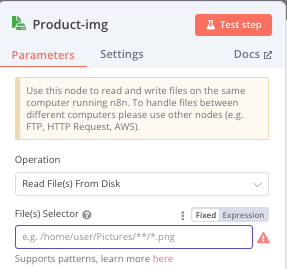 Product-img
Test step
Parameters
Settings
Docs
Use this node to read and write files on the same
computer running n8n. To handle files between
different computers please use other nodes (e.g.
FTP, HTTP Request, AWS).
Operation
Read File(s) From Disk
File(s) Selector
Fixed
Expression
e.g. /home/user/Pictures/**/*.png
Supports patterns, learn more here